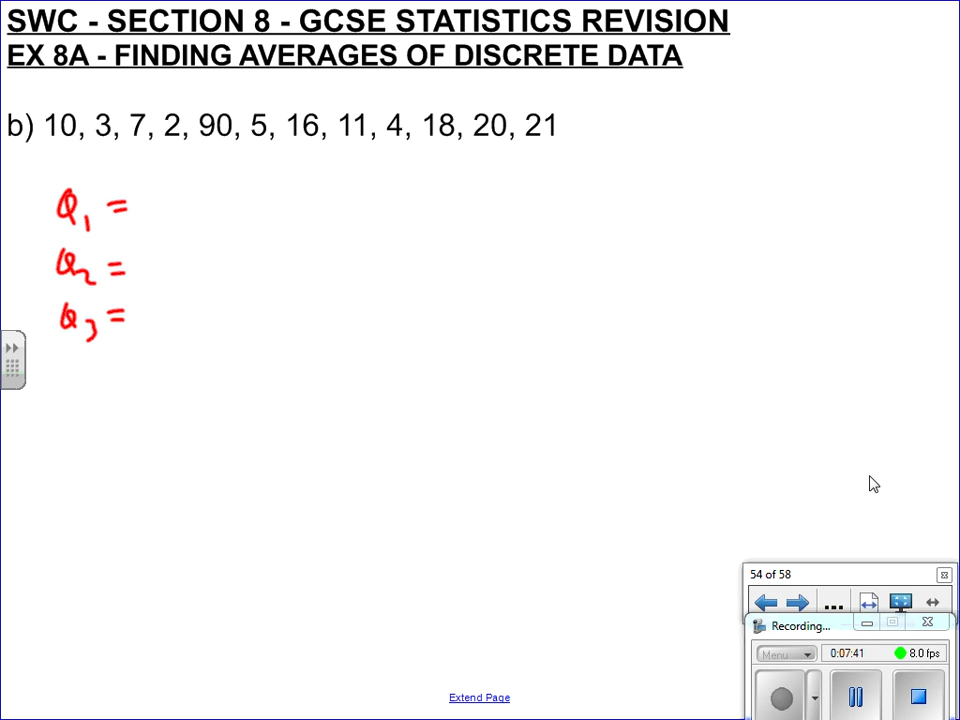 SWC - SECTION 8 - GCSE STATISTICS REVISION
EX 8A - FINDING AVERAGES OF DISCRETE DATA
b) 10, 3, 7, 2, 90, 5, 16, 11, 4, 18, 20, 21
Q1 =
Q2 =
Q3 =
54 of 58
...
Recording...
Menu 0:07:41 8.0 fps
Extend Page